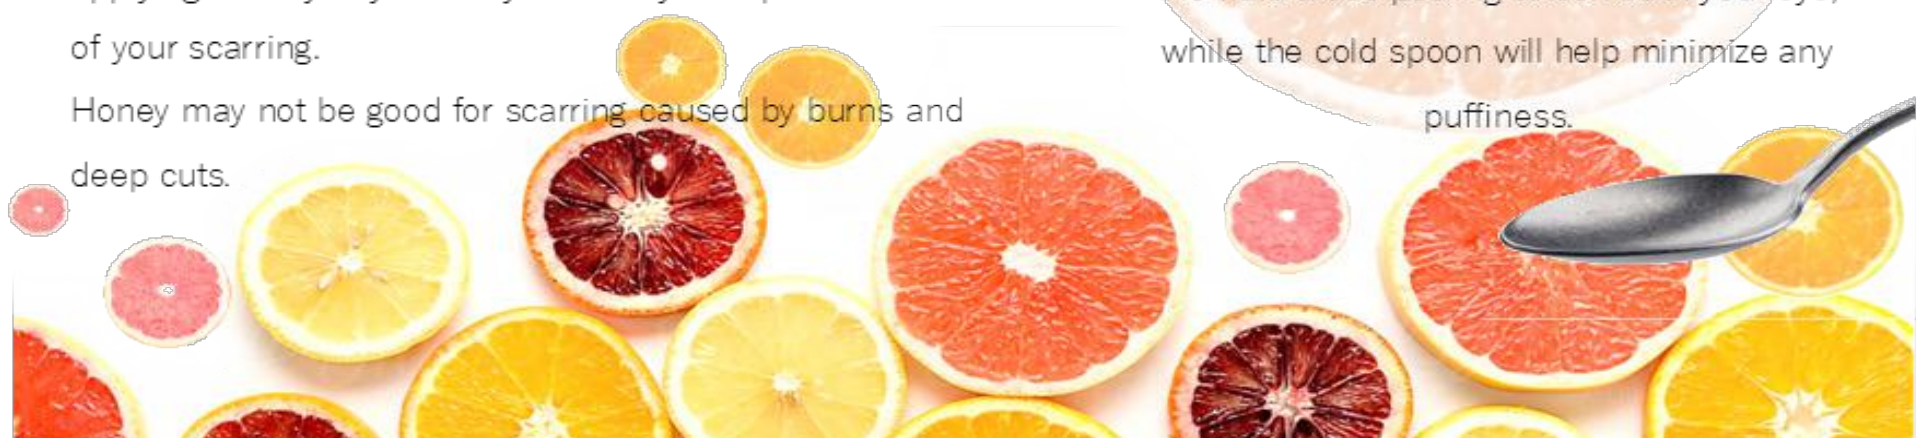 of your scarring.
Honey may not be good for scarring caused by burns and
deep cuts.
while the cold spoon will help minimize any
puffiness.